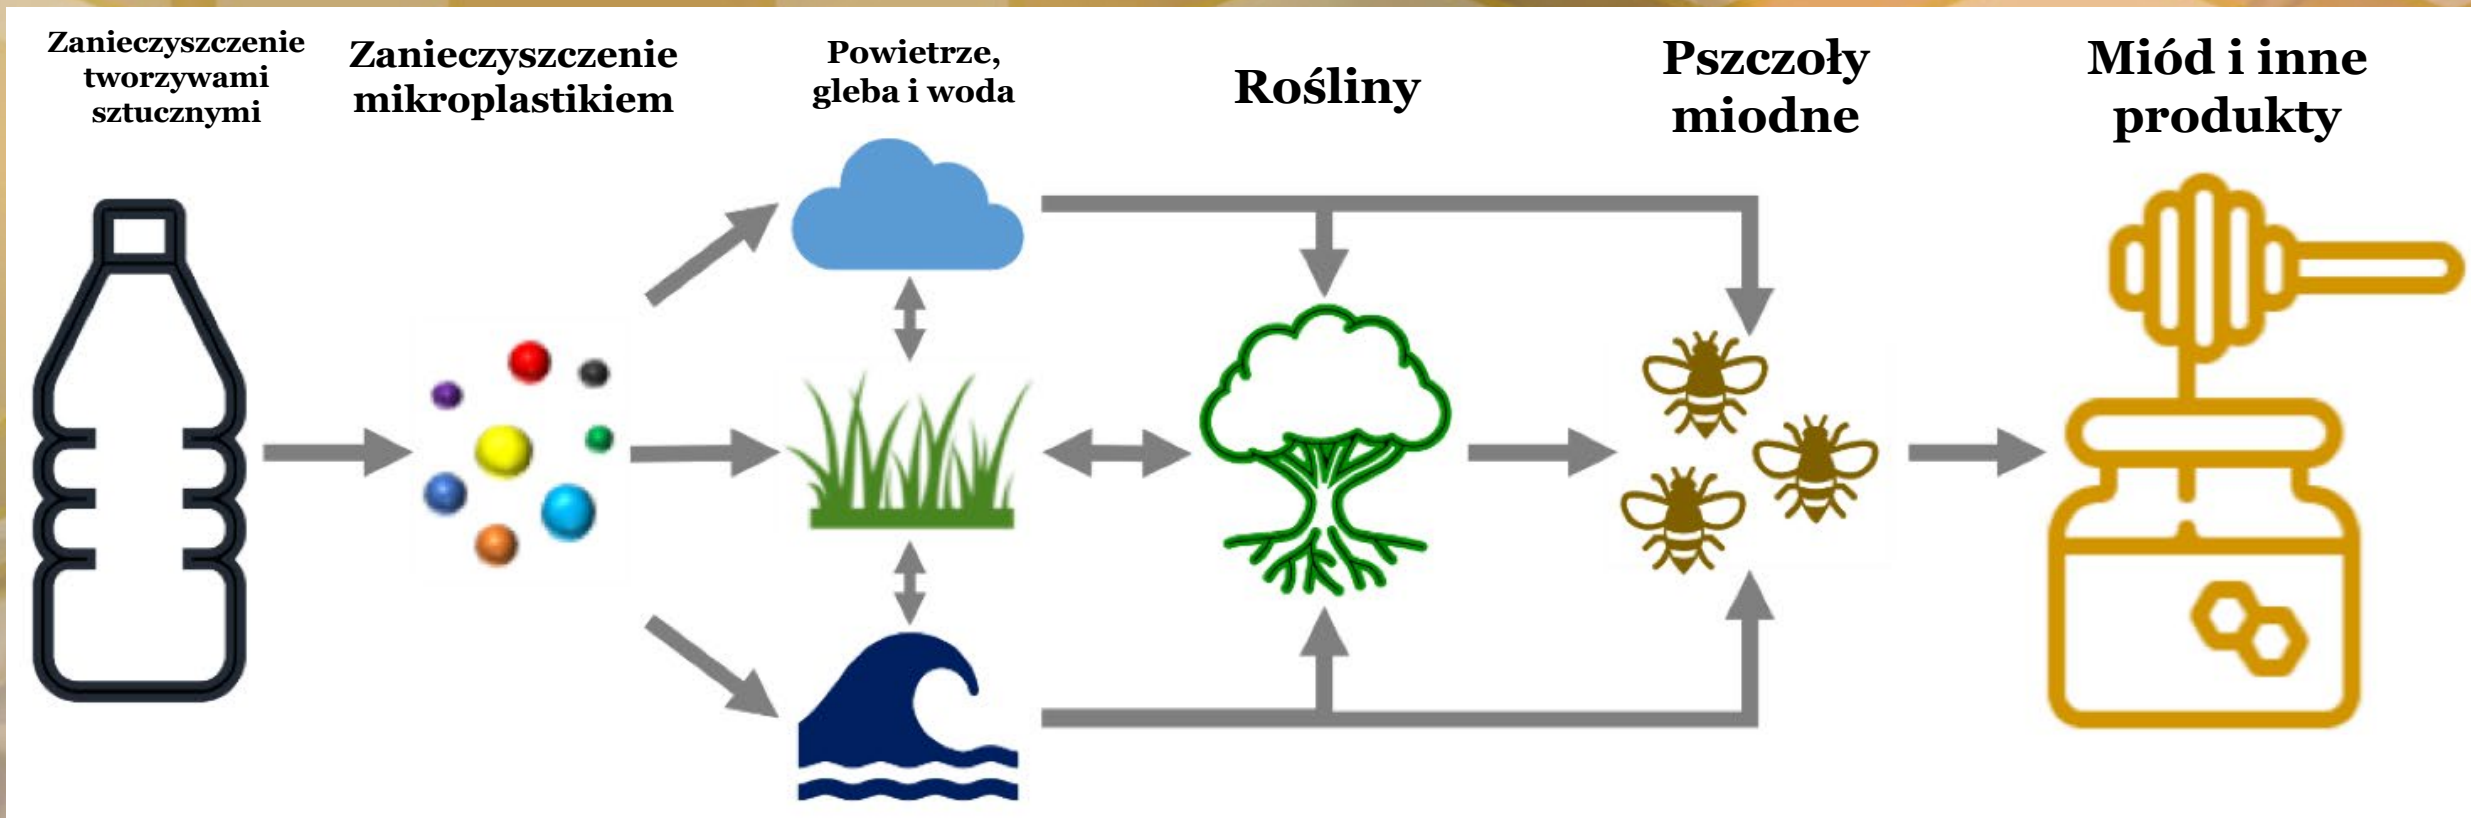 Zanieczyszczenie
tworzywami
sztucznymi
Zanieczyszczenie
mikroplastikiem
Powietrze,
gleba i woda
Rośliny
Pszczoły
miodne
Miód i inne
produkty